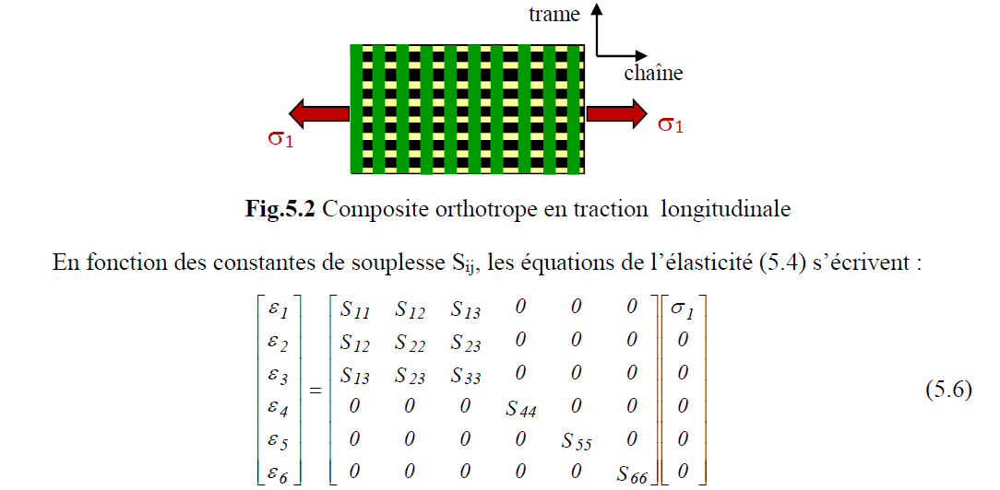 trame
chaîne
σ1 σ1
Fig.5.2 Composite orthotrope en traction longitudinale
En fonction des constantes de souplesse Sij, les équations de l'élasticité (5.4) s'écrivent :
ε1 S11 S12 S13 0 0 0 σ1
ε2 S12 S22 S23 0 0 0 0
ε3 S13 S23 S33 0 0 0 0
= (5.6)
ε4 0 0 0 S44 0 0 0
ε5 0 0 0 0 S55 0 0
ε6 0 0 0 0 0 S66 0